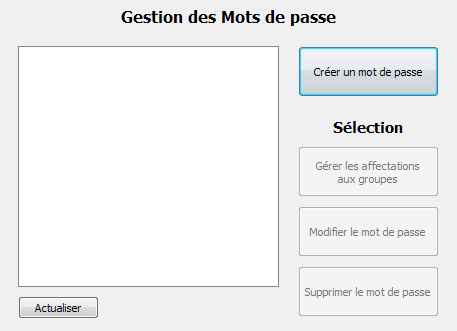 Gestion des Mots de passe
Créer un mot de passe
Sélection
Gérer les affectations
aux groupes
Modifier le mot de passe
Supprimer le mot de passe
Actualiser